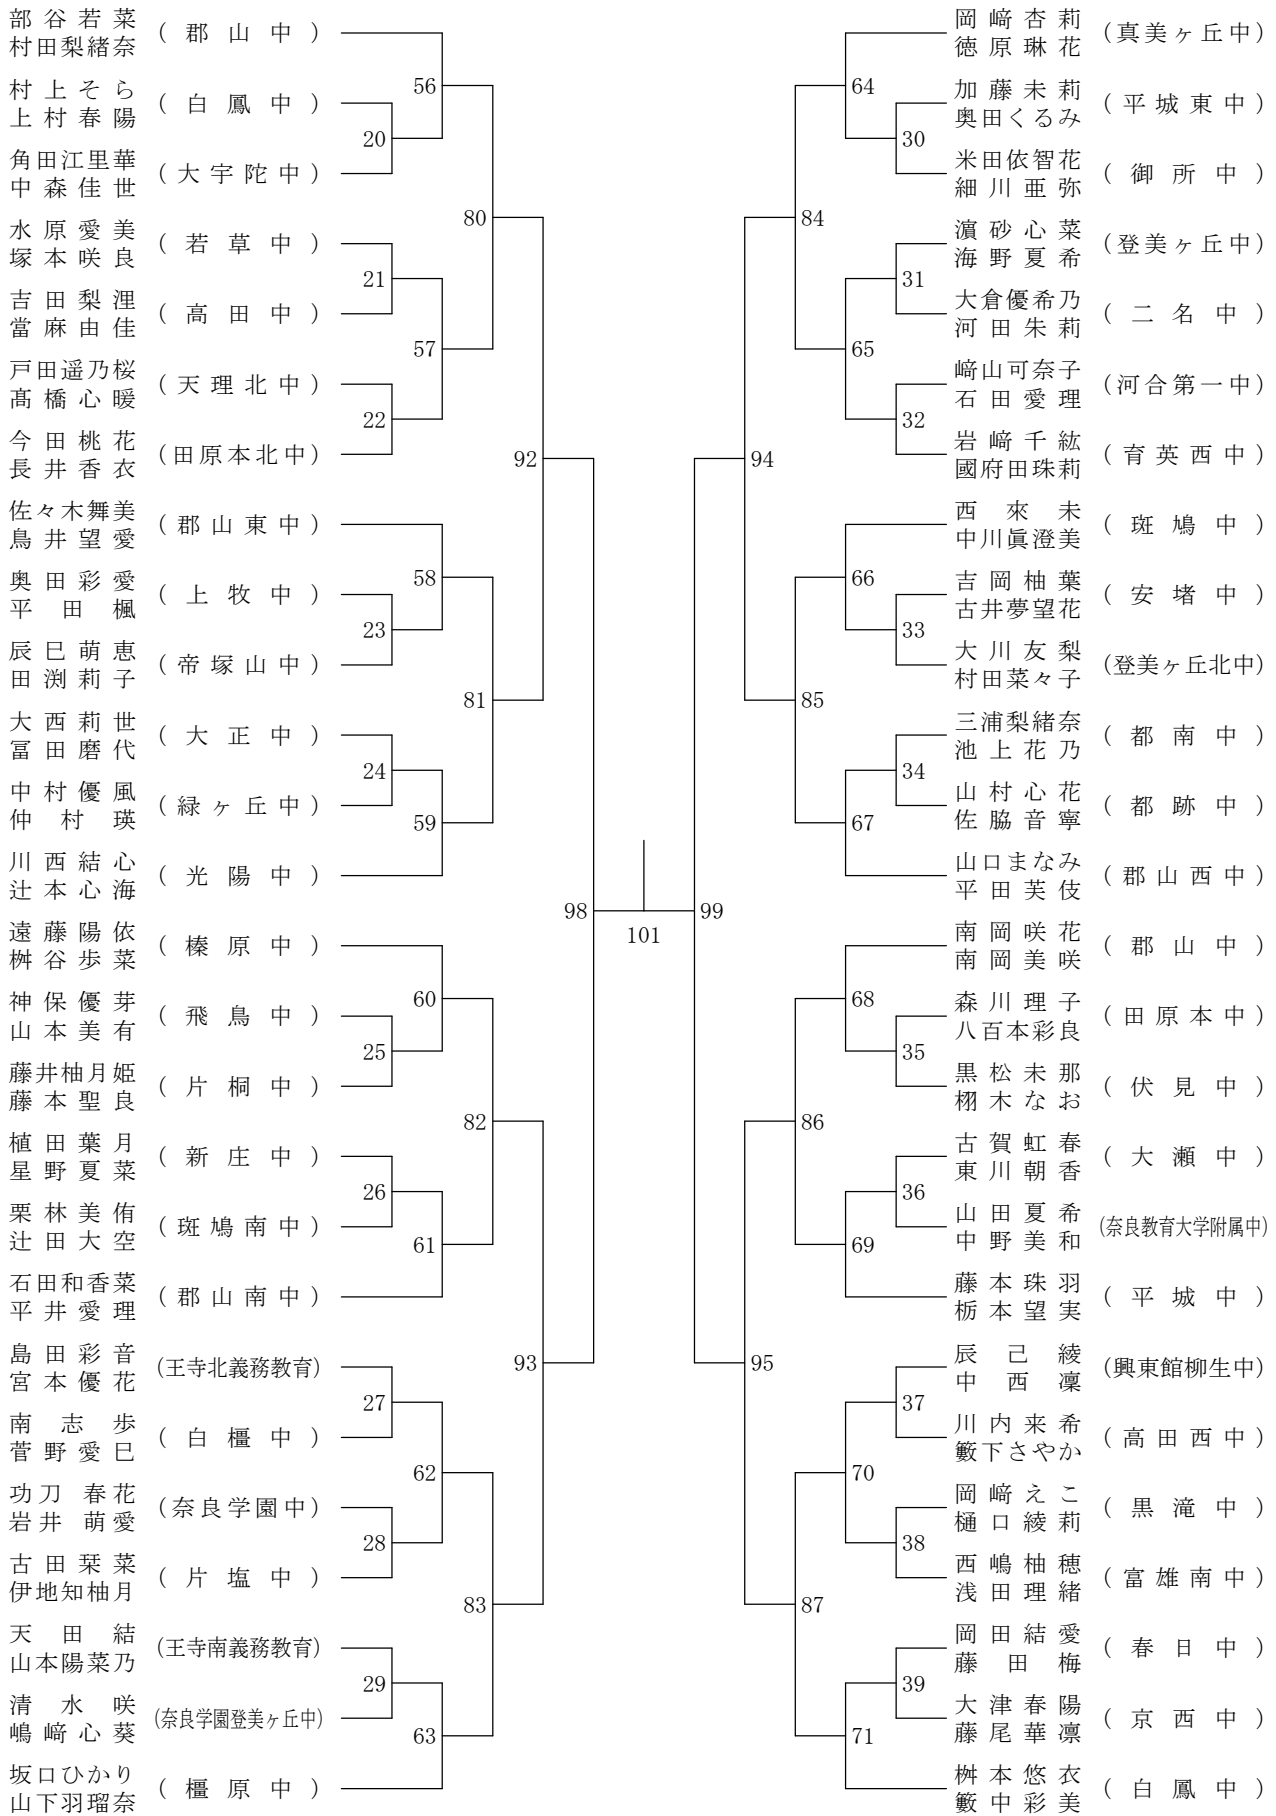 部谷若菜
村田梨緒奈
(郡山中)
村上そら
上村春陽
(白鳳中)
角田江里華
中森佳世
(大宇陀中)
水原愛美
塚本咲良
(若草中)
吉田梨浬
當麻由佳
(高田中)
戸田遥乃桜
髙橋心暖
(天理北中)
今田桃花
長井香衣
(田原本北中)
佐々木舞美
鳥井望愛
(郡山東中)
奥田彩愛
平田楓
(上牧中)
辰巳萌恵
田渕莉子
(帝塚山中)
大西莉世
冨田磨代
(大正中)
中村優風
仲村瑛
(緑ヶ丘中)
川西結心
辻本心海
(光陽中)
遠藤陽依
桝谷歩菜
(榛原中)
神保優芽
山本美有
(飛鳥中)
藤井柚月姫
藤本聖良
(片桐中)
植田葉月
星野夏菜
(新庄中)
栗林美侑
辻田大空
(斑鳩南中)
石田和香菜
平井愛理
(郡山南中)
島田彩音
宮本優花
(王寺北義務教育)
南志歩
菅野愛巳
(白橿中)
功刀春花
岩井萌愛
(奈良学園中)
古田栞菜
伊地知柚月
(片塩中)
天田結
山本陽菜乃
(王寺南義務教育)
清水咲
嶋﨑心葵
(奈良学園登美ヶ丘中)
坂口ひかり
山下羽瑠奈
(橿原中)
56
20
80
21
57
22
92
58
23
81
24
59
98
60
25
82
26
61
93
27
62
28
83
29
63
101
99
64
30
84
31
65
32
94
66
33
85
34
67
68
35
86
36
69
95
37
70
38
87
39
71
岡﨑杏莉
徳原琳花
(真美ヶ丘中)
加藤未莉
奥田くるみ
(平城東中)
米田依智花
細川亜弥
(御所中)
濵砂心菜
海野夏希
(登美ヶ丘中)
大倉優希乃
河田朱莉
(二名中)
﨑山可奈子
石田愛理
(河合第一中)
岩﨑千紘
國府田珠莉
(育英西中)
西來未
中川眞澄美
(斑鳩中)
吉岡柚葉
古井夢望花
(安堵中)
大川友梨
村田菜々子
(登美ヶ丘北中)
三浦梨緒奈
池上花乃
(都南中)
山村心花
佐脇音寧
(都跡中)
山口まなみ
平田芙伎
(郡山西中)
南岡咲花
南岡美咲
(郡山中)
森川理子
八百本彩良
(田原本中)
黒松未那
栩木なお
(伏見中)
古賀虹春
東川朝香
(大瀬中)
山田夏希
中野美和
(奈良教育大学附属中)
藤本珠羽
栃本望実
(平城中)
辰己綾
中西凜
(興東館柳生中)
川内来希
籔下さやか
(高田西中)
岡﨑えこ
樋口綾莉
(黒滝中)
西嶋柚穂
浅田理緒
(富雄南中)
岡田結愛
藤田梅
(春日中)
大津春陽
藤尾華凛
(京西中)
桝本悠衣
籔中彩美
(白鳳中)